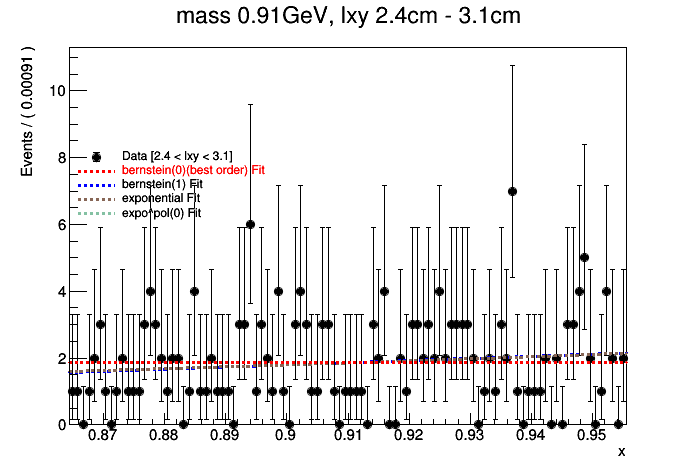 mass 0.91GeV, lxy 2.4cm - 3.1cm
Events / ( 0.00091 )
10
8
6
4
2
0
Data [2.4 < lxy < 3.1]
bernstein(0)(best order) Fit
bernstein(1) Fit
exponential Fit
expo*pol(0) Fit
0.87 0.88 0.89 0.9 0.91 0.92 0.93 0.94 0.95
x